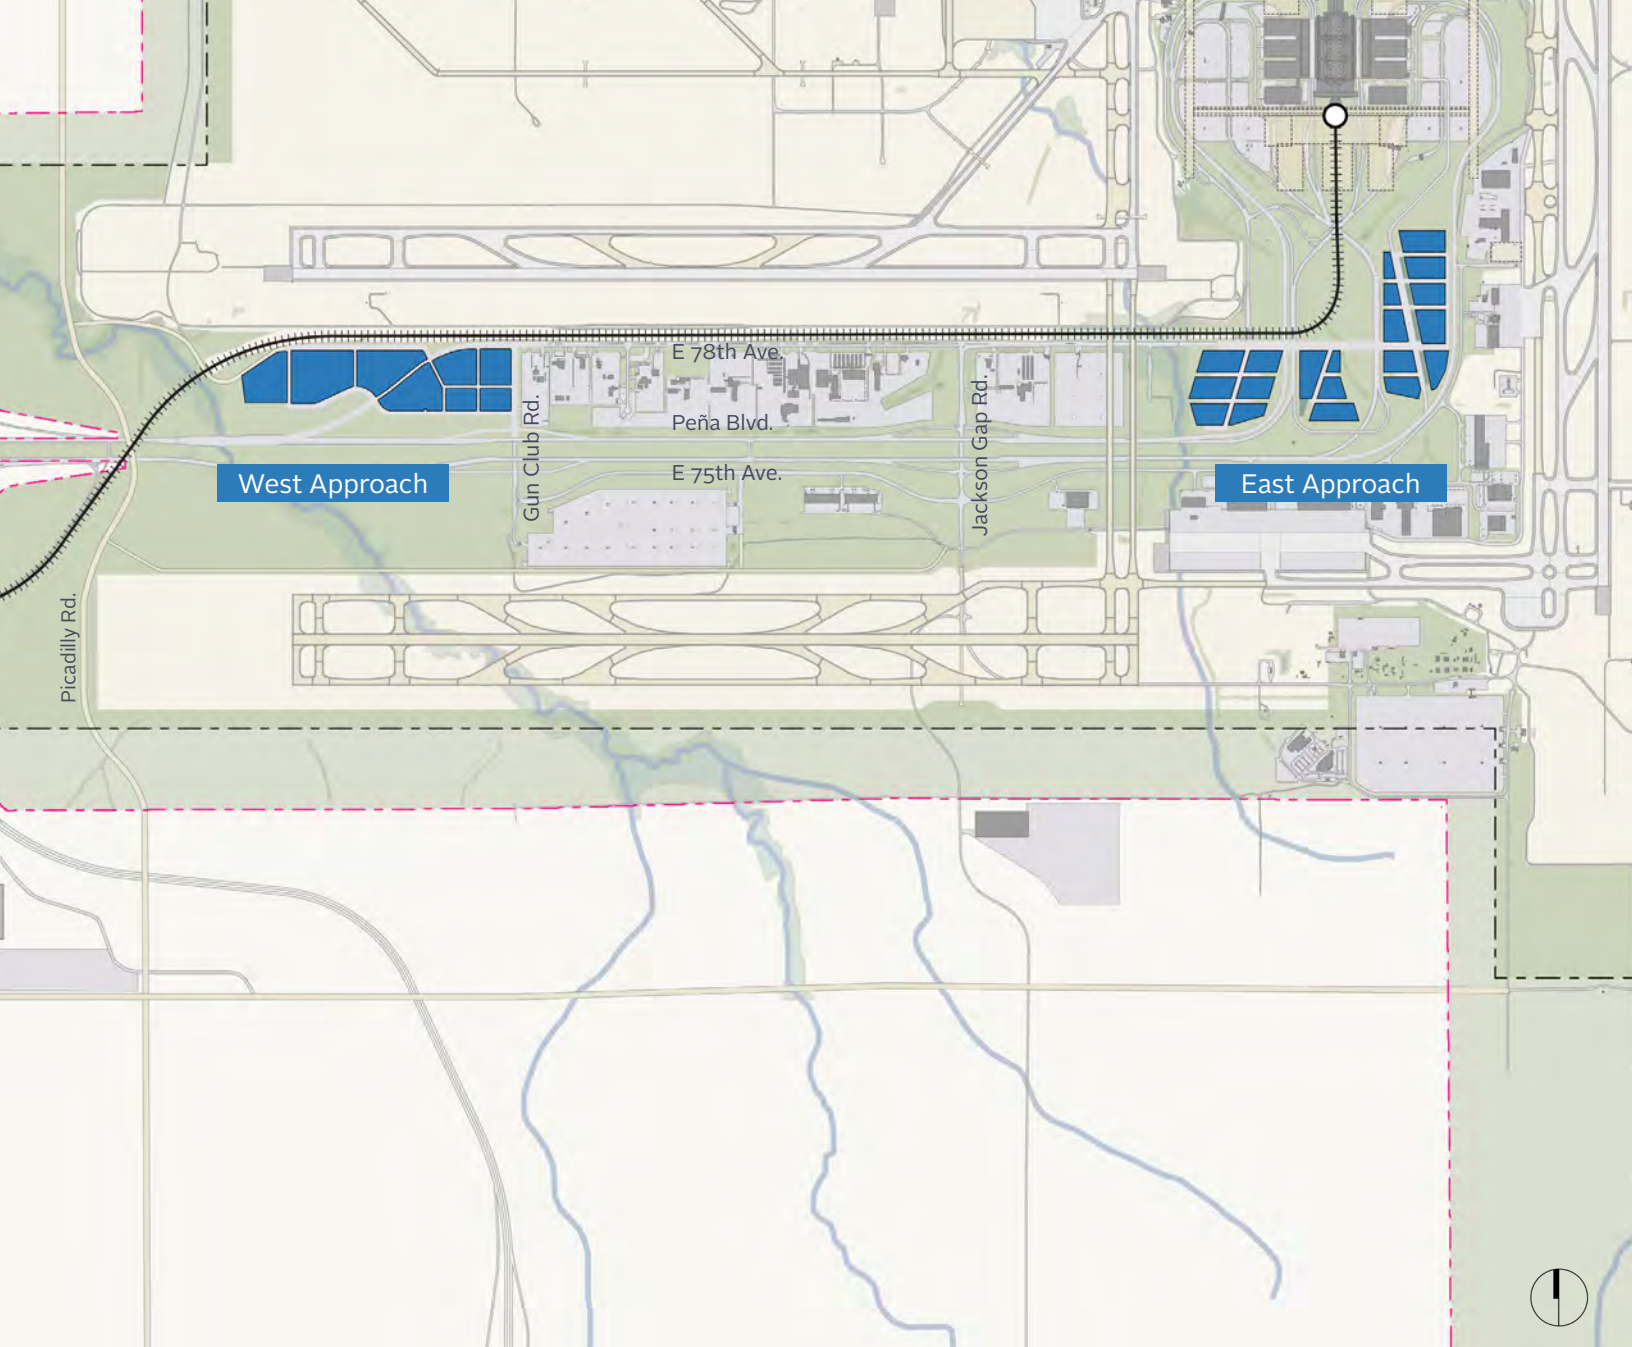 E 78th Ave.
Peña Blvd.
E 75th Ave.
Gun Club Rd.
Jackson Gap Rd.
West Approach
East Approach
Picadilly Rd.